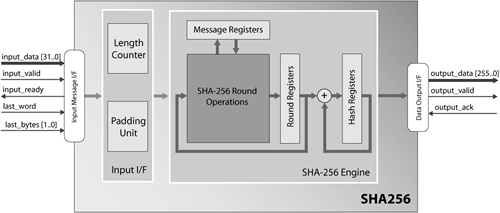 input_data [31..0]
input_valid
input_ready
last_word
last_bytes [1..0]
Input Message I/F
Length
Counter
Padding
Unit
Input I/F
Message Registers
SHA-256 Round
Operations
Round Registers
+
Hash Registers
SHA-256 Engine
Data Output I/F
output_data [255..0]
output_valid
output_ack
SHA256